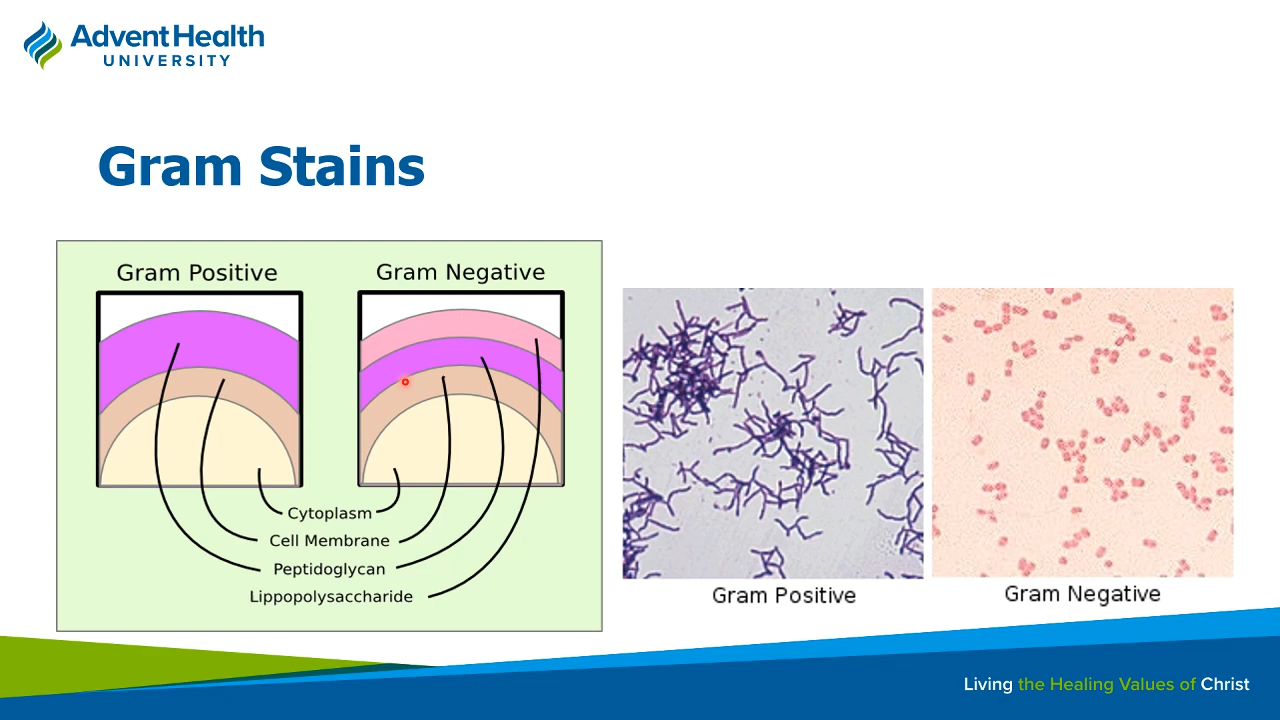 AdventHealth
UNIVERSITY
Gram Stains
Gram Positive
Gram Negative
Cytoplasm
Cell Membrane
Peptidoglycan
Lippopolysaccharide
Gram Positive
Gram Negative
Living the Healing Values of Christ